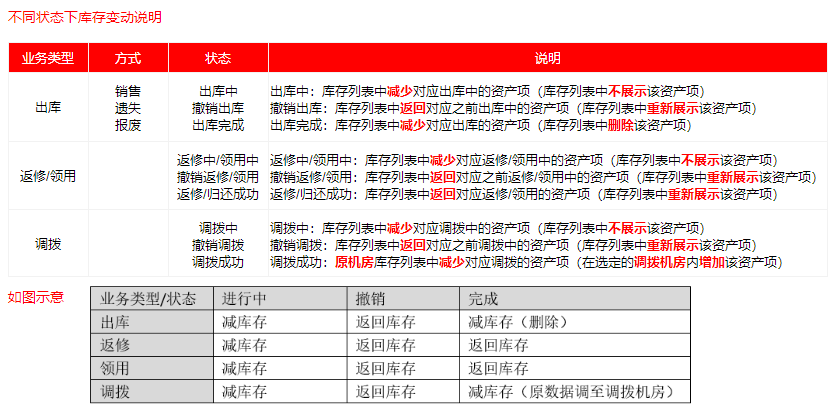 不同状态下库存变动说明
业务类型 方式 状态 说明
销售 出库中 出库中：库存列表中减少对应出库中的资产项（库存列表中不展示该资产项）
出库 遗失 撤销出库 撤销出库：库存列表中返回对应之前出库中的资产项（库存列表中重新展示该资产项）
报废 出库完成 出库完成：库存列表中减少对应出库的资产项（库存列表中删除该资产项）
返修中/领用中 返修中/领用中：库存列表中减少对应返修/领用中的资产项（库存列表中不展示该资产项）
返修/领用 撤销返修/领用 撤销返修/领用：库存列表中返回对应之前返修/领用中的资产项（库存列表中重新展示该资产项）
返修/归还成功 返修/归还成功：库存列表中返回对应返修/领用的资产项（库存列表中重新展示该资产项）
调拨中 调拨中：库存列表中减少对应调拨中的资产项（库存列表中不展示该资产项）
调拨 撤销调拨 撤销调拨：库存列表中返回对应之前调拨中的资产项（库存列表中重新展示该资产项）
调拨成功 调拨成功：原机房库存列表中减少对应调拨的资产项（在选定的调拨机房内增加该资产项）
如图示意
业务类型/状态 进行中 撤销 完成
出库 减库存 返回库存 减库存（删除）
返修 减库存 返回库存 返回库存
领用 减库存 返回库存 返回库存
调拨 减库存 返回库存 减库存（原数据调至调拨机房）